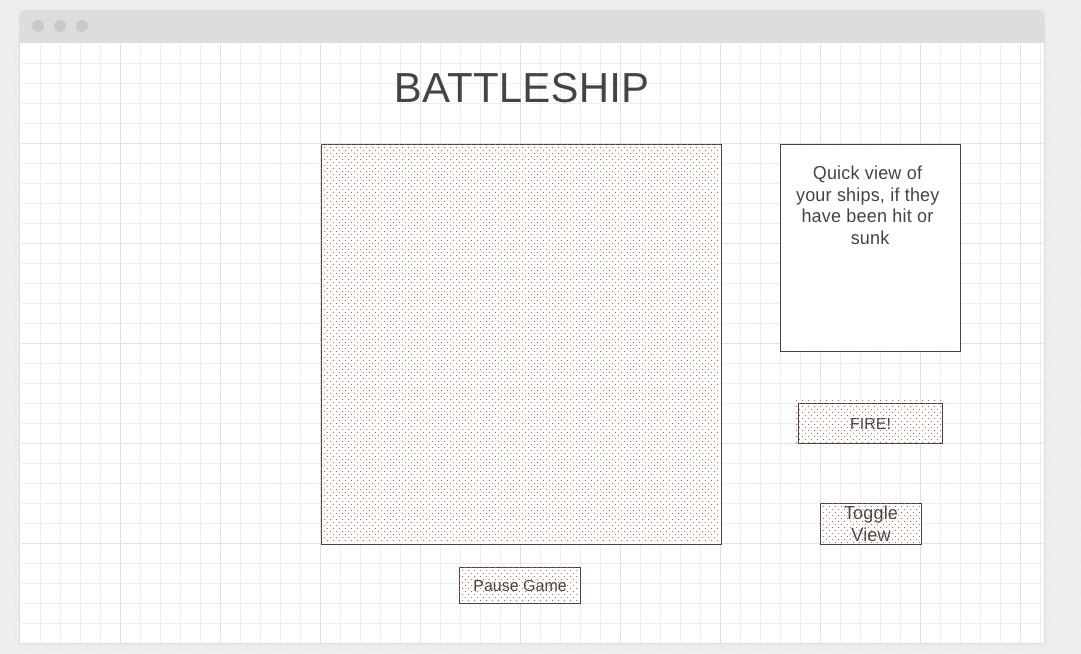 BATTLESHIP
Quick view of
your ships, if they
have been hit or
sunk
FIRE!
Toggle
View
Pause Game